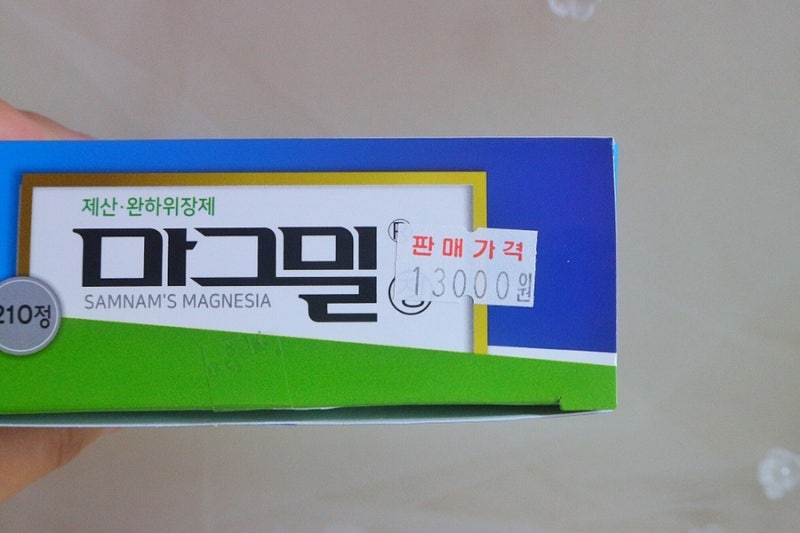 제산·완하위장제
마그밀
SAMNAM'S MAGNESIA
210정
판매가격
13000원